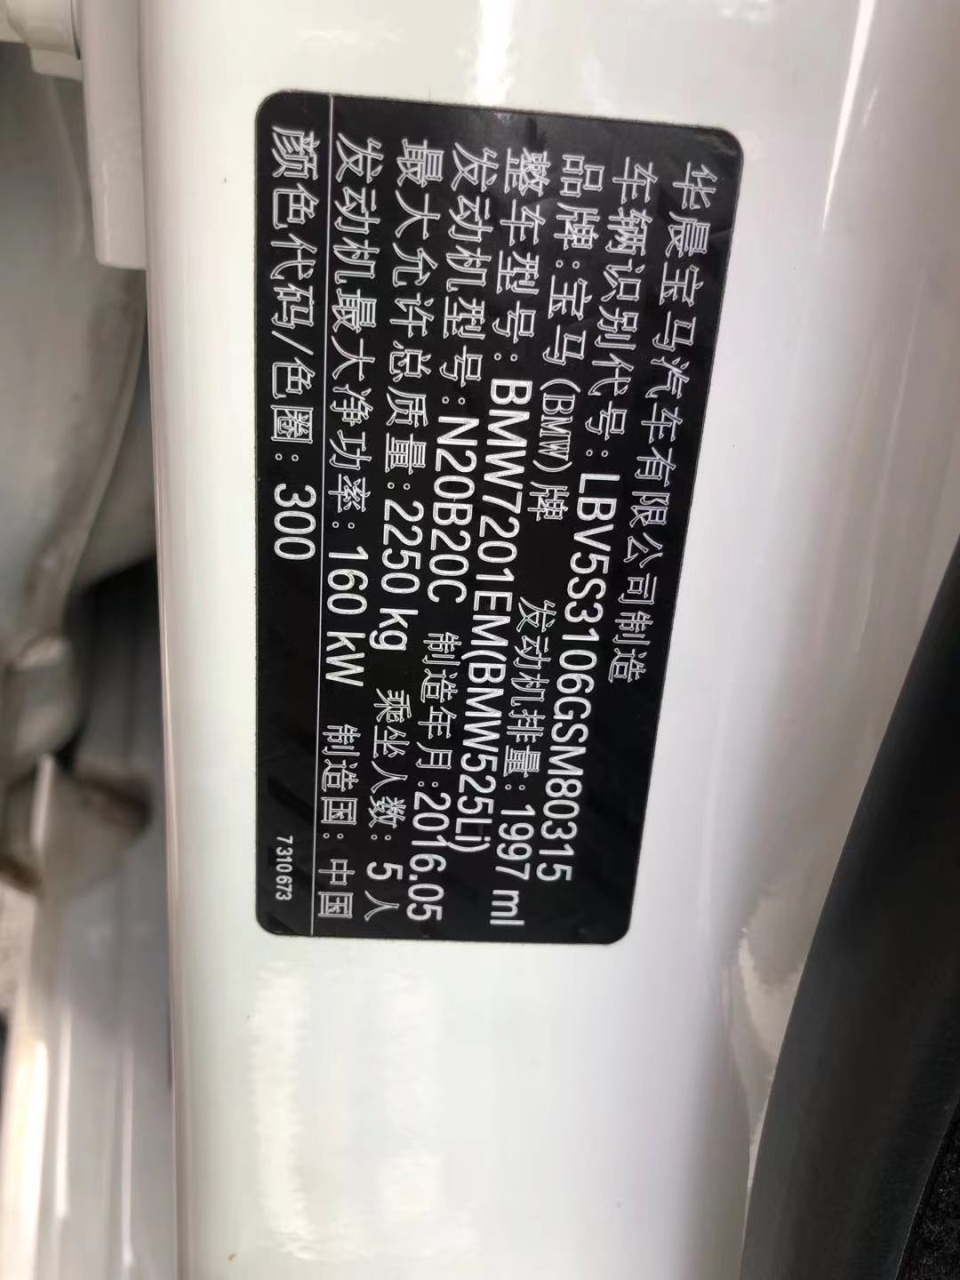 华晨宝马汽车有限公司制造
车辆识别代号: LBV5S3106GSM80315
品牌: 宝马(BMW)牌 发动机排量: 1997 ml
整车型号: BMW7201EM(BMW525Li)
发动机型号: N20B20C 制造年月: 2016.05
最大允许总质量: 2250 kg 乘坐人数: 5 人
发动机最大净功率: 160 kW 制造国: 中国
颜色代码/色圈: 300 7310673